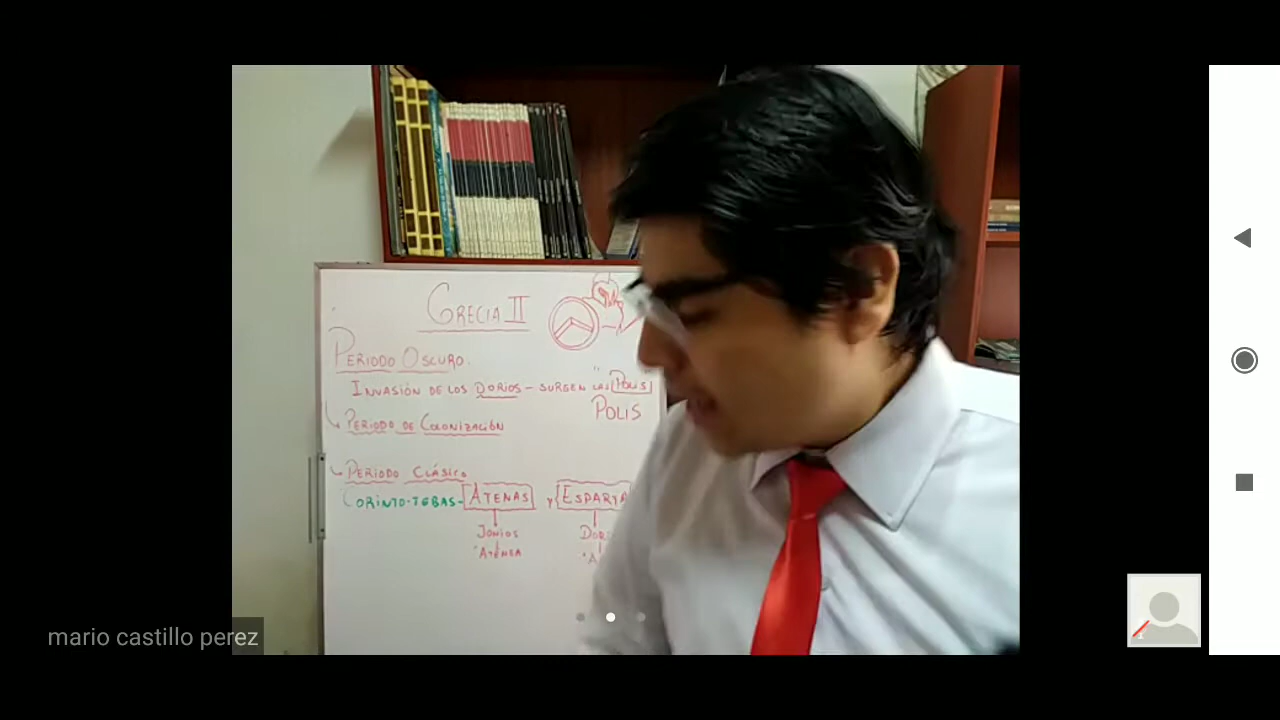 GRECIA II
PERIODO OSCURO.
INVASIÓN DE LOS DORIOS - SURGEN LAS "POLIS"
POLIS
PERIODO DE COLONIZACIÓN
PERIODO CLÁSICO
CORINTO-TEBAS- ATENAS Y ESPARTA
JONIOS DOR
"ATENEA "A
mario castillo perez